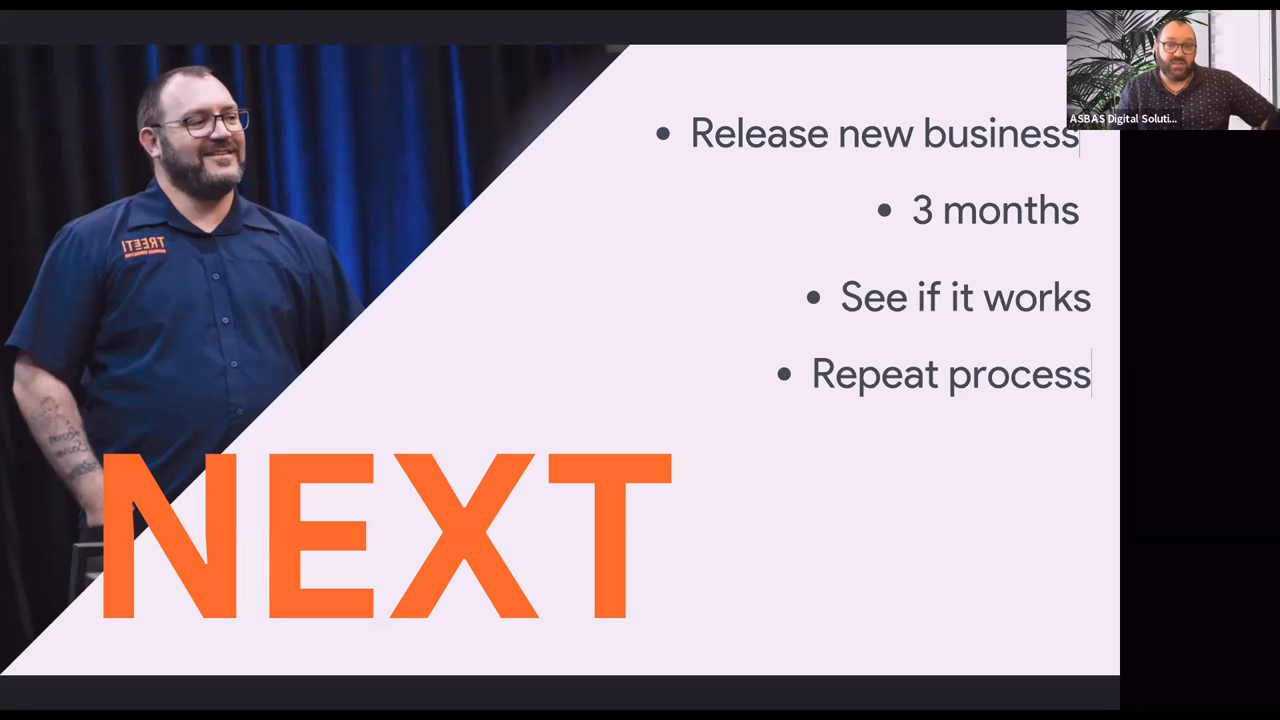 ASBAS Digital Soluti...
• Release new business
• 3 months
• See if it works
• Repeat process
TREETI
NEXT